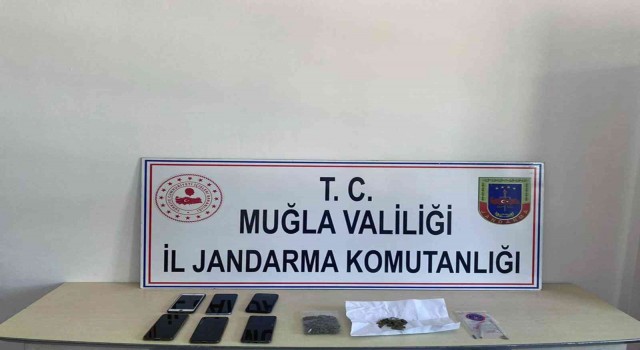 T. C.
MUĞLA VALİLİĞİ
İL JANDARMA KOMUTANLIĞI